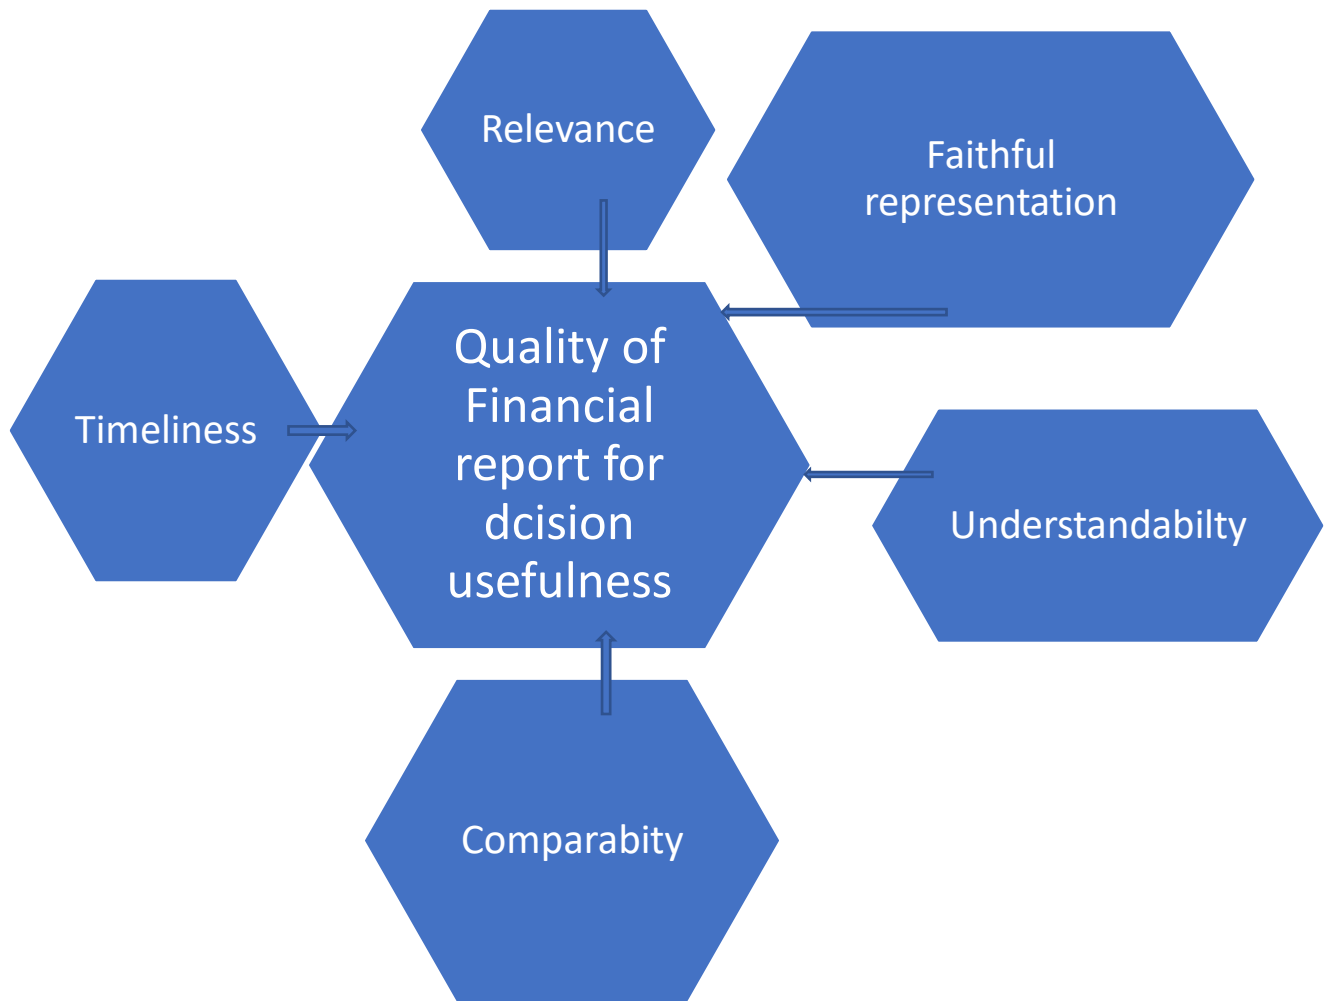 Relevance
Faithful
representation
Quality of
Financial
report for
dcision
usefulness
Timeliness
Understandabilty
Comparabity